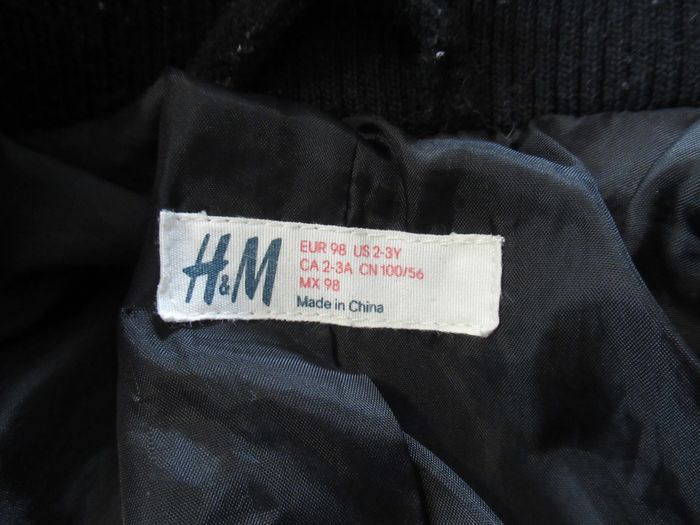 H&M
EUR 98 US 2-3Y
CA 2-3A CN 100/56
MX 98
Made in China